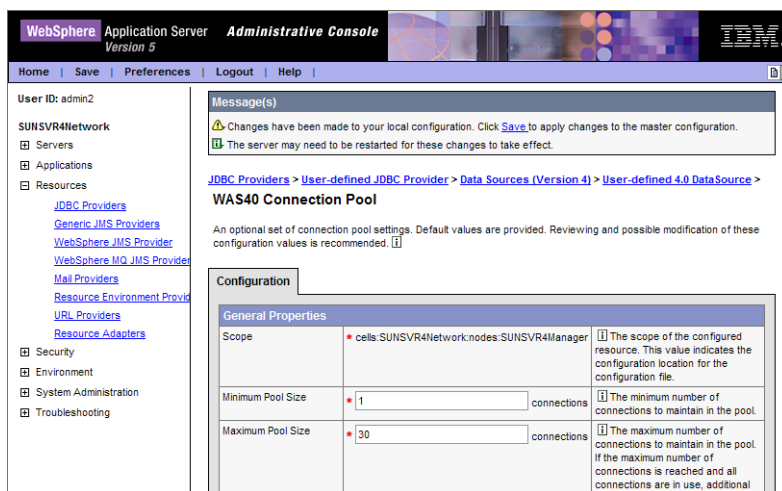 WebSphere Application Server Administrative Console
Version 5
IBM
Home | Save | Preferences | Logout | Help |
User ID: admin2
SUNSVR4Network
Servers
Applications
Resources
JDBC Providers
Generic JMS Providers
WebSphere JMS Provider
WebSphere MQ JMS Provider
Mail Providers
Resource Environment Provid
URL Providers
Resource Adapters
Security
Environment
System Administration
Troubleshooting
Message(s)
Changes have been made to your local configuration. Click Save to apply changes to the master configuration.
The server may need to be restarted for these changes to take effect.
JDBC Providers > User-defined JDBC Provider > Data Sources (Version 4) > User-defined 4.0 DataSource >
WAS40 Connection Pool
An optional set of connection pool settings. Default values are provided. Reviewing and possible modification of these
configuration values is recommended. i
Configuration
General Properties
Scope
* cells:SUNSVR4Network:nodes:SUNSVR4Manager
i The scope of the configured
resource. This value indicates the
configuration location for the
configuration file.
Minimum Pool Size
* 1 connections
i The minimum number of
connections to maintain in the pool.
Maximum Pool Size
* 30 connections
i The maximum number of
connections to maintain in the pool.
If the maximum number of
connections is reached and all
connections are in use, additional